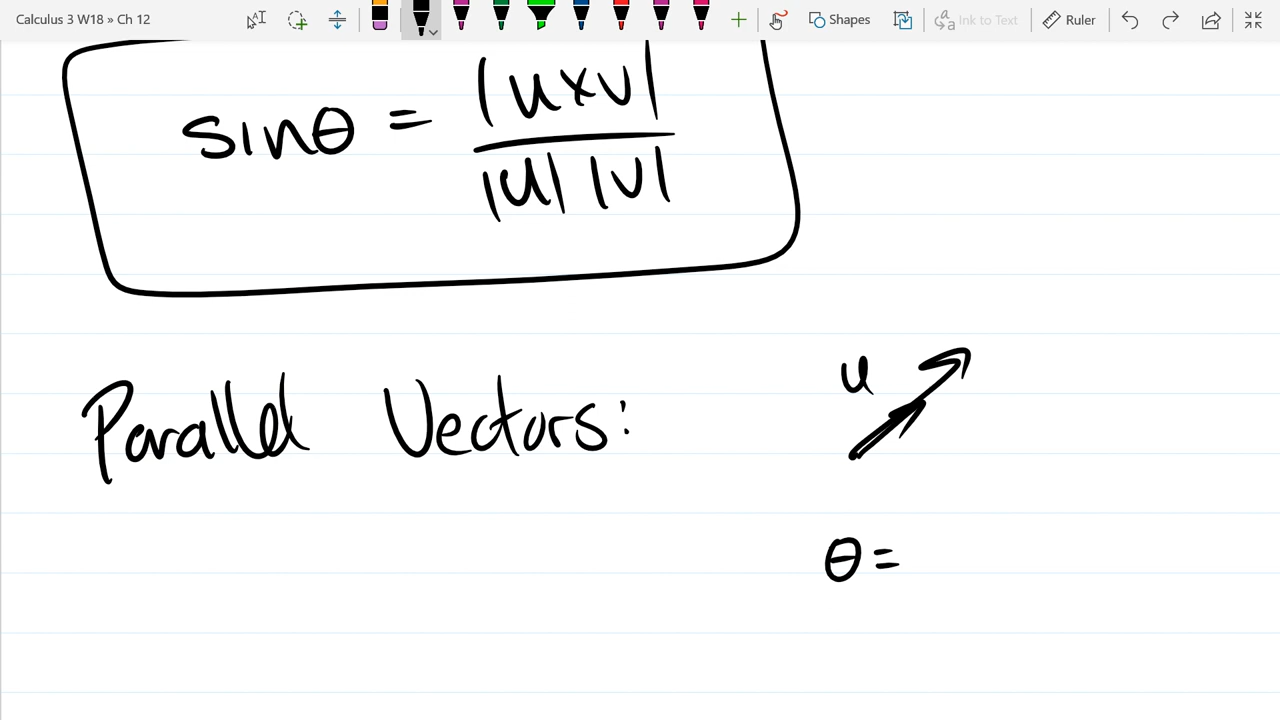 Calculus 3 W18 » Ch 12
Shapes
Ink to Text
Ruler
sinθ = |u×v| / |u| |v|
Parallel Vectors:
u
θ =